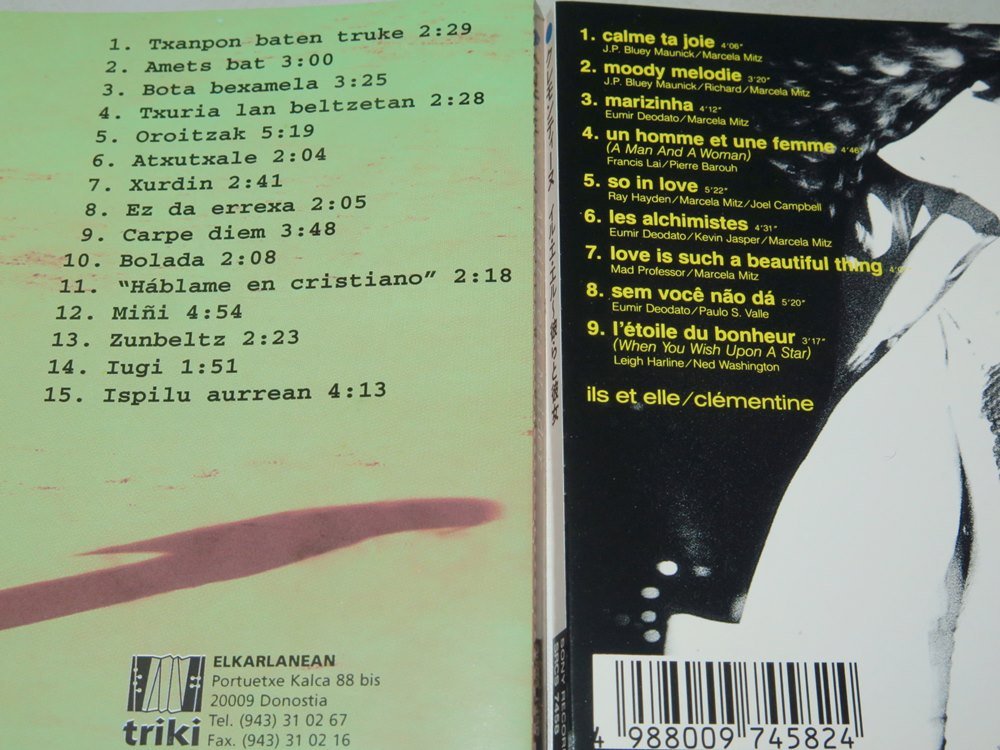 1. Txanpon baten truke 2:29
2. Amets bat 3:00
3. Bota bexamela 3:25
4. Txuria lan beltzetan 2:28
5. Oroitzak 5:19
6. Atxutxale 2:04
7. Xurdin 2:41
8. Ez da errexa 2:05
9. Carpe diem 3:48
10. Bolada 2:08
11. “Háblame en cristiano” 2:18
12. Miñi 4:54
13. Zunbeltz 2:23
14. Iugi 1:51
15. Ispilu aurrean 4:13
triki
ELKARLANEAN
Portuetxe Kalca 88 bis
20009 Donostia
Tel. (943) 31 02 67
Fax. (943) 31 02 16
1. calme ta joie 4'06"
J.P. Bluey Maunick/Marcela Mitz
2. moody melodie 3'20"
J.P. Bluey Maunick/Richard/Marcela Mitz
3. marizinha 4'12"
Eumir Deodato/Marcela Mitz
4. un homme et une femme 4'46"
(A Man And A Woman)
Francis Lai/Pierre Barouh
5. so in love 5'22"
Ray Hayden/Marcela Mitz/Joel Campbell
6. les alchimistes 4'31"
Eumir Deodato/Kevin Jasper/Marcela Mitz
7. love is such a beautiful thing
Mad Professor/Marcela Mitz
8. sem você não dá 5'20"
Eumir Deodato/Paulo S. Valle
9. l'étoile du bonheur 3'17"
(When You Wish Upon A Star)
Leigh Harline/Ned Washington
ils et elle/clémentine
SONY RECORDS
SRCS 7458
4 988009 745824